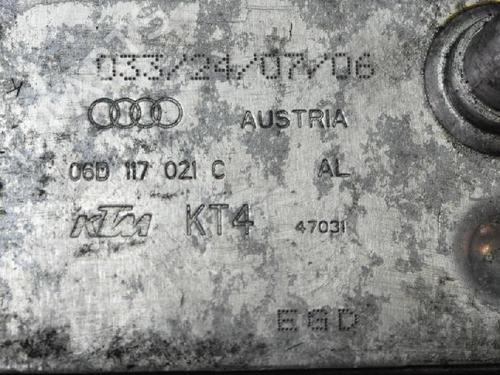 033/24/07/06
AUSTRIA
06D 117 021 C AL
KTM KT4 47031
EGD